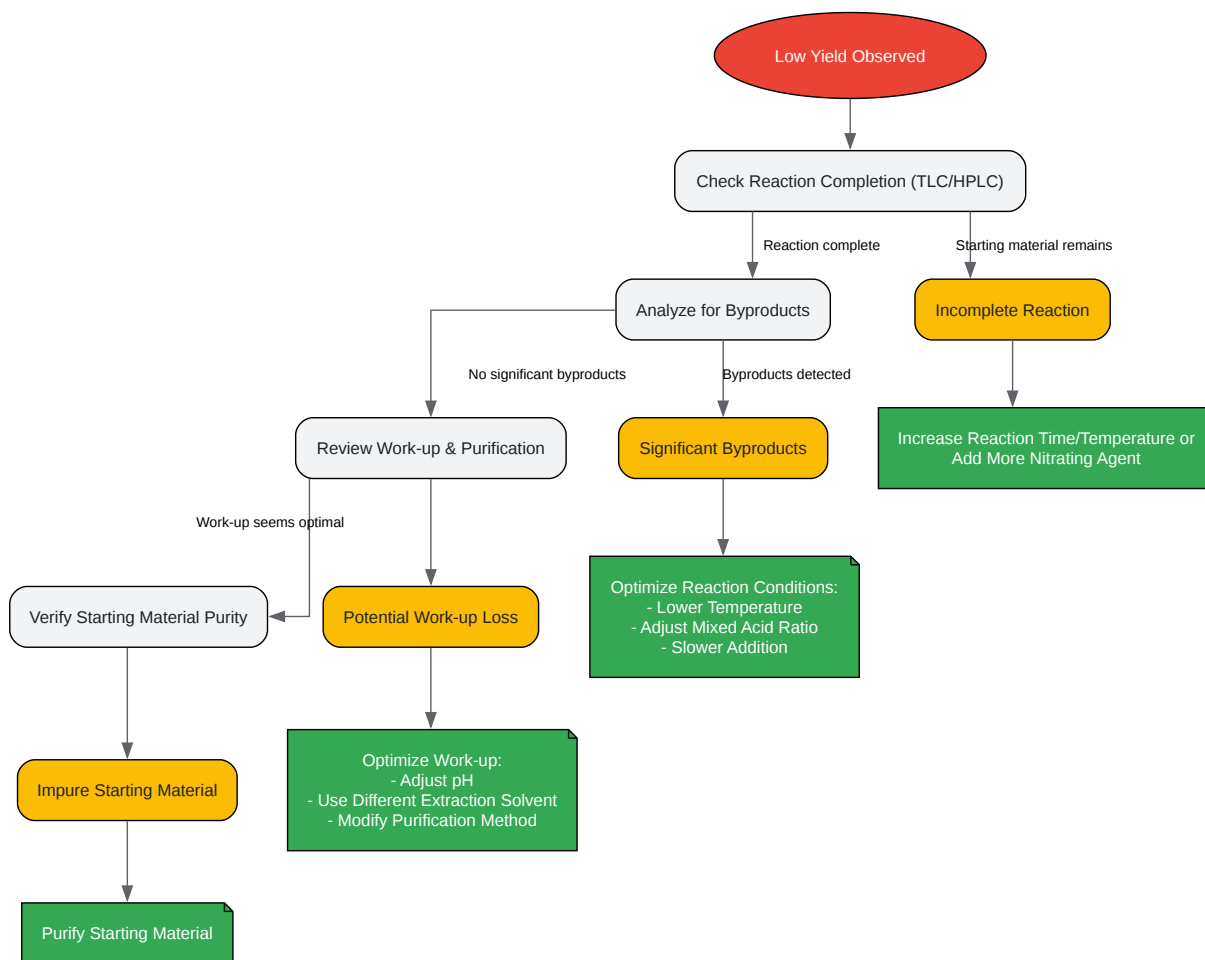 Low Yield Observed
Check Reaction Completion (TLC/HPLC)
Reaction complete
Starting material remains
Analyze for Byproducts
Incomplete Reaction
No significant byproducts
Byproducts detected
Review Work-up & Purification
Significant Byproducts
Increase Reaction Time/Temperature or
Add More Nitrating Agent
Work-up seems optimal
Verify Starting Material Purity
Potential Work-up Loss
Optimize Reaction Conditions:
- Lower Temperature
- Adjust Mixed Acid Ratio
- Slower Addition
Impure Starting Material
Optimize Work-up:
- Adjust pH
- Use Different Extraction Solvent
- Modify Purification Method
Purify Starting Material